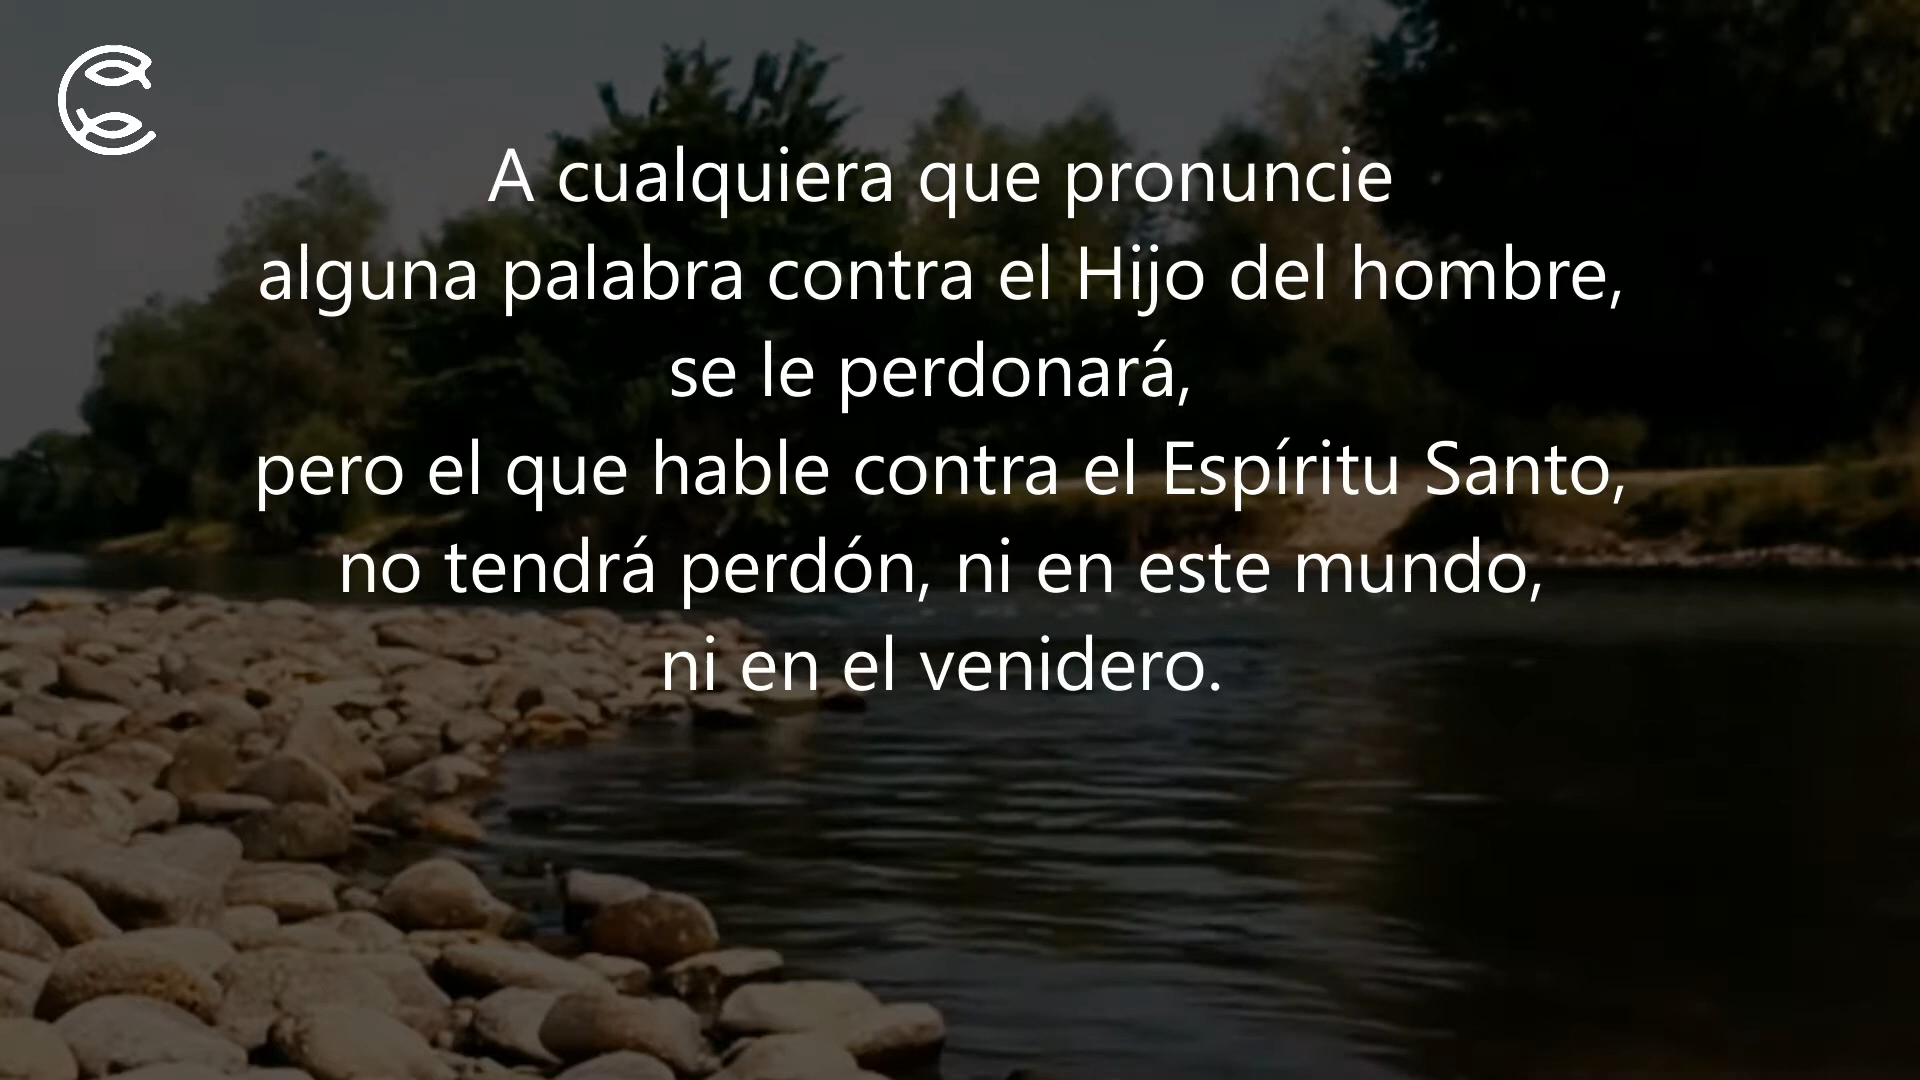 A cualquiera que pronuncie
alguna palabra contra el Hijo del hombre,
se le perdonará,
pero el que hable contra el Espíritu Santo,
no tendrá perdón, ni en este mundo,
ni en el venidero.